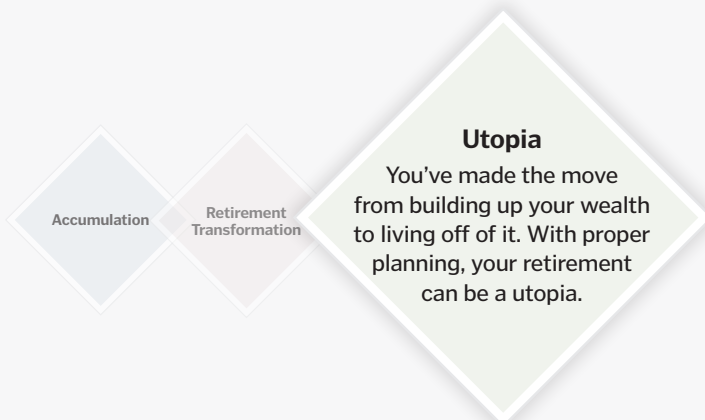 Accumulation
Retirement
Transformation
Utopia
You’ve made the move
from building up your wealth
to living off of it. With proper
planning, your retirement
can be a utopia.